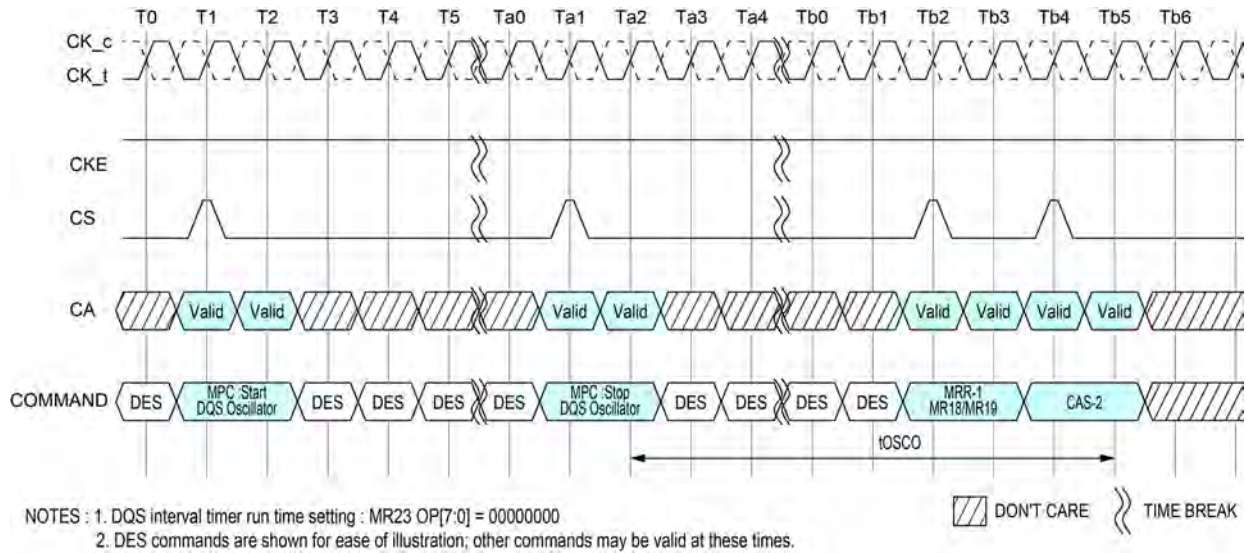 T0 T1 T2 T3 T4 T5 Ta0 Ta1 Ta2 Ta3 Ta4 Tb0 Tb1 Tb2 Tb3 Tb4 Tb5 Tb6
CK_c
CK_t
CKE
CS
CA Valid Valid Valid Valid Valid Valid Valid Valid
COMMAND DES MPC :Start DQS Oscillator DES DES DES DES MPC :Stop DQS Oscillator DES DES DES DES MRR-1 MR18/MR19 CAS-2
tOSCO
DON'T CARE TIME BREAK
NOTES : 1. DQS interval timer run time setting : MR23 OP[7:0] = 00000000
2. DES commands are shown for ease of illustration; other commands may be valid at these times.